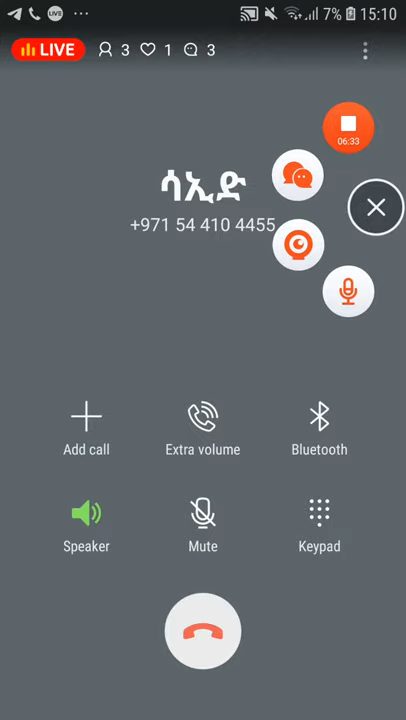 LIVE
7% 15:10
LIVE 3 1 3
06:33
ሳኢድ
+971 54 410 4455
Add call Extra volume Bluetooth
Speaker Mute Keypad